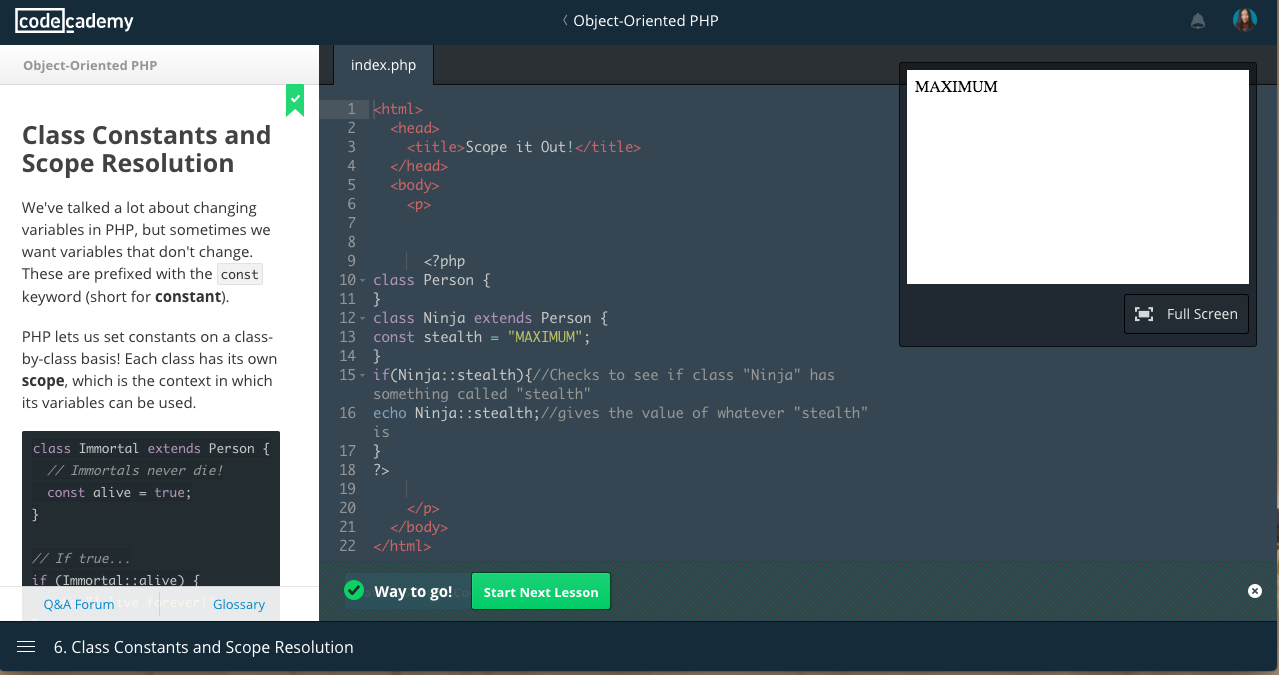 codecademy
Object-Oriented PHP
Object-Oriented PHP
Class Constants and
Scope Resolution
We've talked a lot about changing
variables in PHP, but sometimes we
want variables that don't change.
These are prefixed with the const
keyword (short for constant).
PHP lets us set constants on a class-
by-class basis! Each class has its own
scope, which is the context in which
its variables can be used.
class Immortal extends Person {
// Immortals never die!
const alive = true;
}
// If true...
if (Immortal::alive) {
live forever!
Q&A Forum
Glossary
index.php
1 <html>
2 <head>
3 <title>Scope it Out!</title>
4 </head>
5 <body>
6 <p>
7
8
9 <?php
10 class Person {
11 }
12 class Ninja extends Person {
13 const stealth = "MAXIMUM";
14 }
15 if(Ninja::stealth){//Checks to see if class "Ninja" has
something called "stealth"
16 echo Ninja::stealth;//gives the value of whatever "stealth"
is
17 }
18 ?>
19
20 </p>
21 </body>
22 </html>
MAXIMUM
Full Screen
Way to go!
Start Next Lesson
6. Class Constants and Scope Resolution